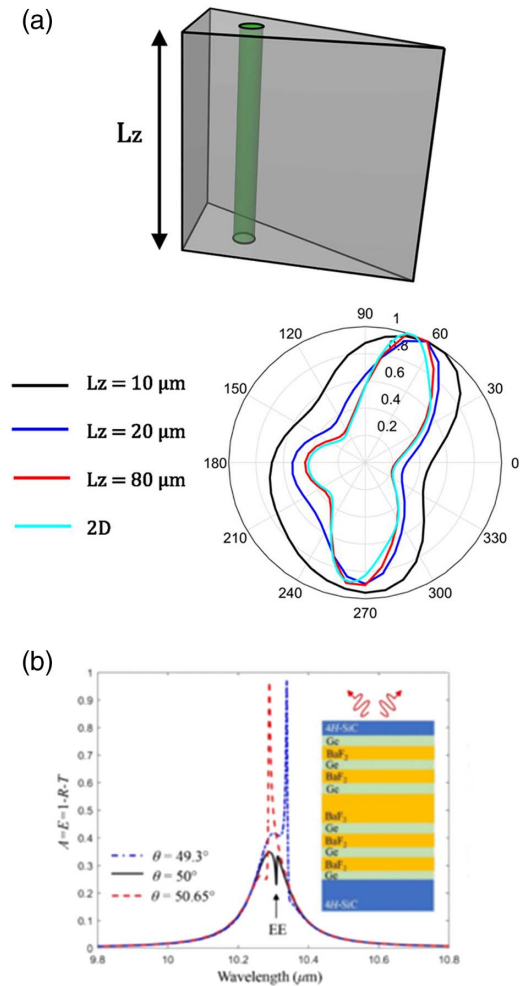 (a)
Lz
90
120
1
60
0.8
150
0.6
30
0.4
0.2
180
0
210
330
240
300
270
Lz = 10 μm
Lz = 20 μm
Lz = 80 μm
2D
(b)
A=E=1-R-T
1
0.9
0.8
0.7
0.6
0.5
0.4
0.3
0.2
0.1
0
θ = 49.3°
θ = 50°
θ = 50.65°
EE
4H-SiC
Ge
BaF2
Ge
BaF2
Ge
BaF2
Ge
BaF2
Ge
BaF2
Ge
4H-SiC
9.8
10
10.2
10.4
10.6
10.8
Wavelength (μm)